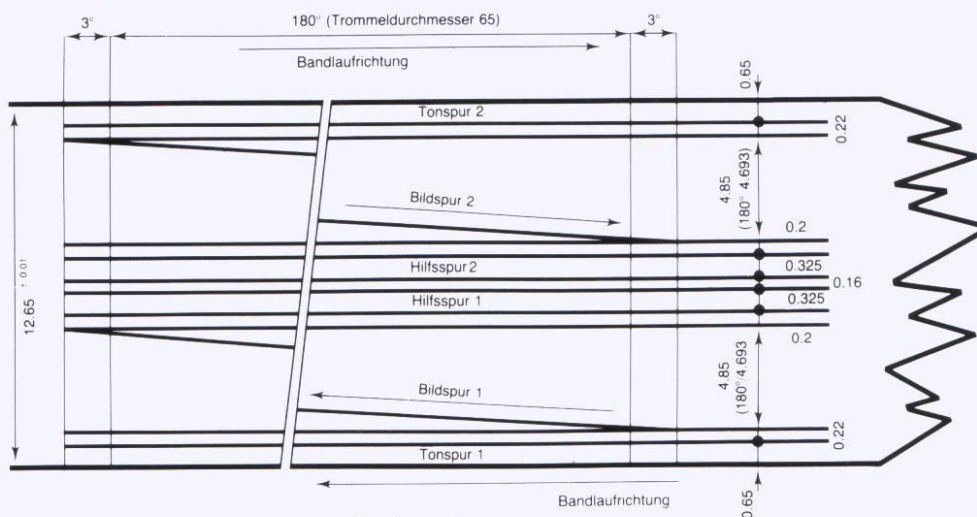 3°
180° (Trommeldurchmesser 65)
3°
Bandlaufrichtung
0.65
Tonspur 2
0.22
4.85
(180° 4.693)
Bildspur 2
0.2
Hilfsspur 2
0.325
0.16
Hilfsspur 1
0.325
0.2
12.65 ± 0.01
4.85
(180°/4.693)
Bildspur 1
0.22
Tonspur 1
Bandlaufrichtung
0.65